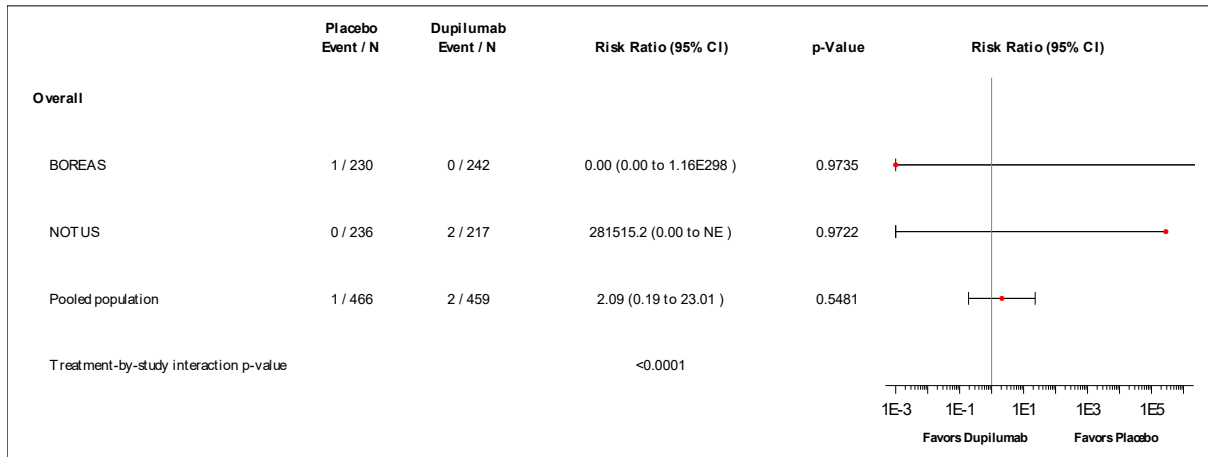 Placebo Dupilumab
Event / N Event / N Risk Ratio (95% CI) p-Value Risk Ratio (95% CI)
Overall
BOREAS 1 / 230 0 / 242 0.00 (0.00 to 1.16E298 ) 0.9735
NOTUS 0 / 236 2 / 217 281515.2 (0.00 to NE ) 0.9722
Pooled population 1 / 466 2 / 459 2.09 (0.19 to 23.01 ) 0.5481
Treatment-by-study interaction p-value <0.0001
1E-3 1E-1 1E1 1E3 1E5
Favors Dupilumab Favors Placebo